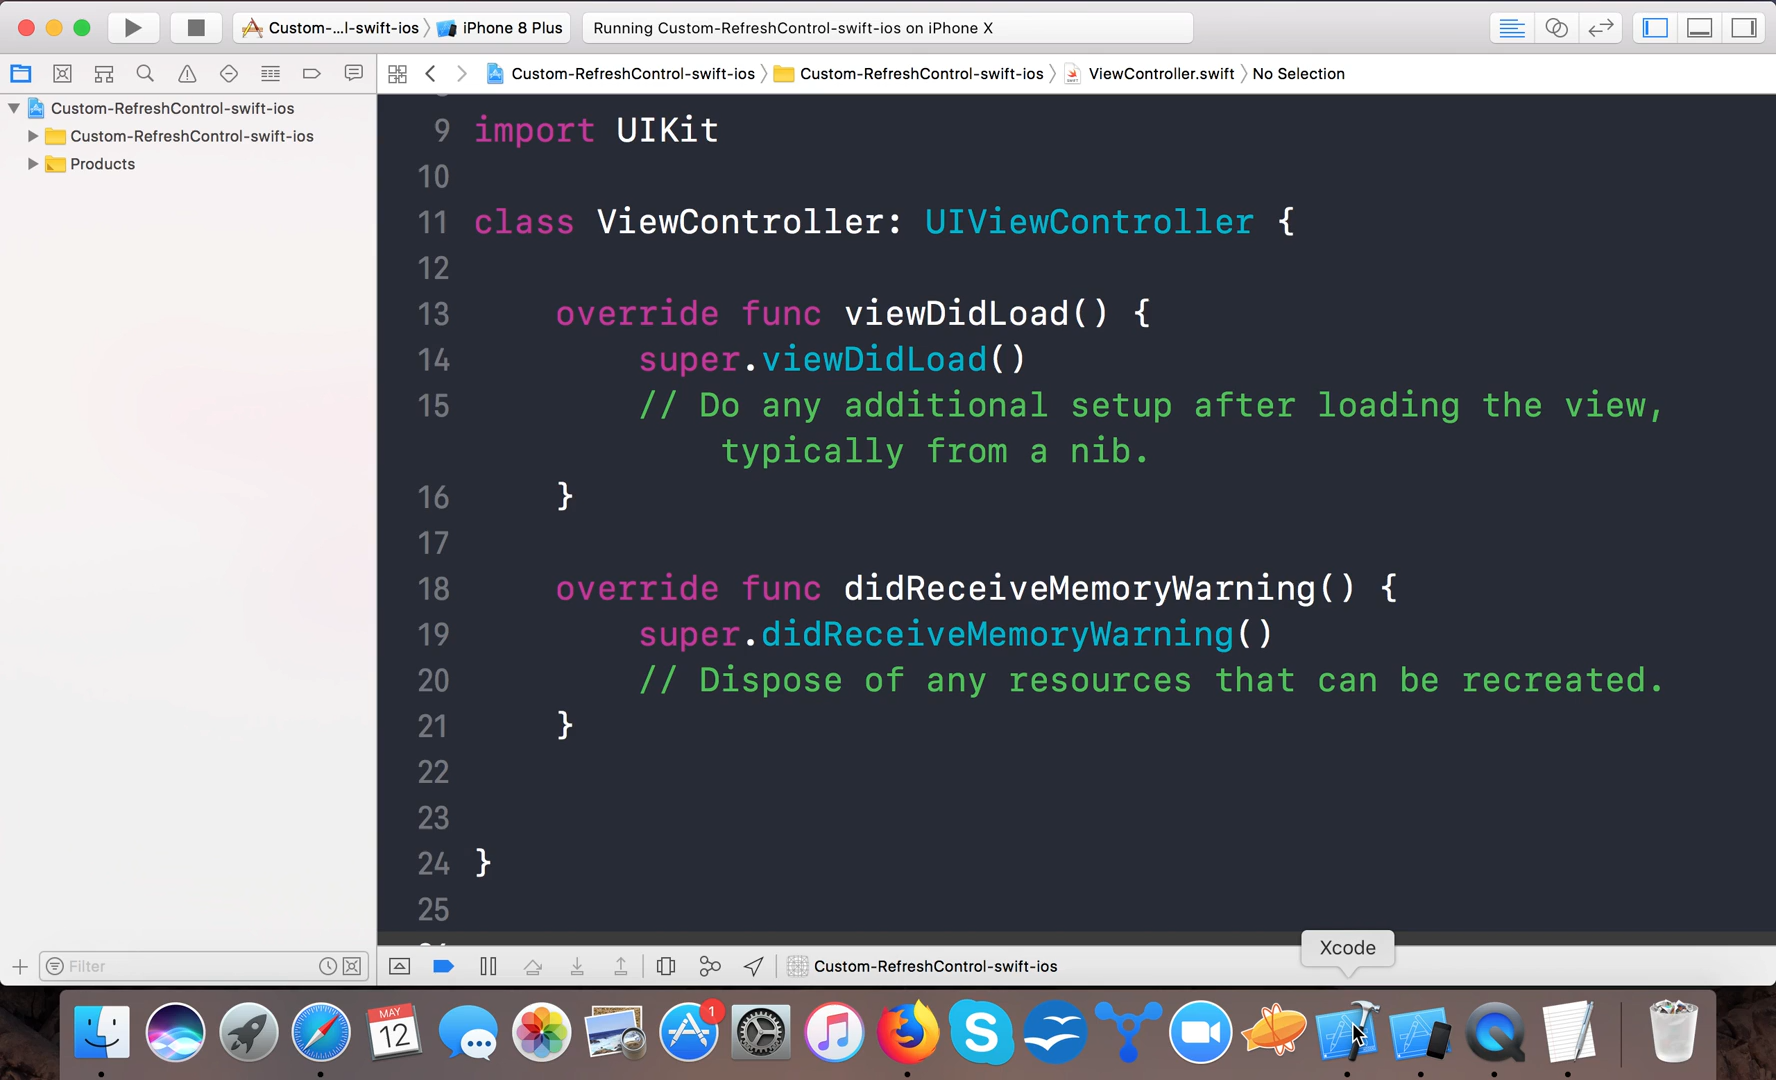 Custom-...l-swift-ios
iPhone 8 Plus
Running Custom-RefreshControl-swift-ios on iPhone X
Custom-RefreshControl-swift-ios
Custom-RefreshControl-swift-ios
ViewController.swift
No Selection
Custom-RefreshControl-swift-ios
Custom-RefreshControl-swift-ios
Products
9 import UIKit
10
11 class ViewController: UIViewController {
12
13 override func viewDidLoad() {
14 super.viewDidLoad()
15 // Do any additional setup after loading the view,
typically from a nib.
16 }
17
18 override func didReceiveMemoryWarning() {
19 super.didReceiveMemoryWarning()
20 // Dispose of any resources that can be recreated.
21 }
22
23
24 }
25
Xcode
Filter
Custom-RefreshControl-swift-ios
MAY
12
1